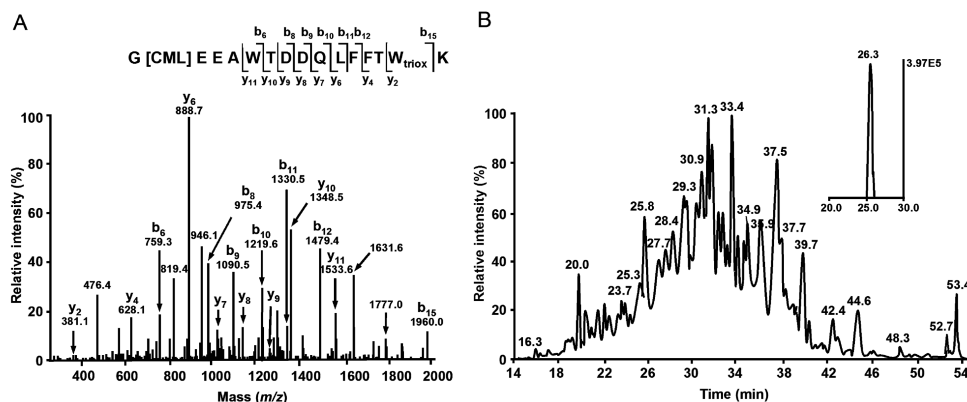 A
b6 b8 b9 b10 b11 b12 b15
G [CML] E E A W T D D Q L F F T Wtriox K
y11 y10 y9 y8 y7 y6 y4 y2
Relative intensity (%)
100
80
60
40
20
0
y2
381.1
476.4
y4
628.1
b6
759.3
819.4
y6
888.7
946.1
b8
975.4
y7
b9
1090.5
y8
b10
1219.6
y9
b11
1330.5
y10
1348.5
b12
1479.4
y11
1533.6
1631.6
1777.0
b15
1960.0
400 600 800 1000 1200 1400 1600 1800 2000
Mass (m/z)
B
Relative intensity (%)
100
80
60
40
20
0
16.3
20.0
23.7
25.3
25.8
27.7
28.4
29.3
30.9
31.3
33.4
34.9
35.9
37.5
37.7
39.7
42.4
44.6
48.3
52.7
53.4
26.3
3.97E5
20.0 25.0 30.0
14 18 22 26 30 34 38 42 46 50 54
Time (min)